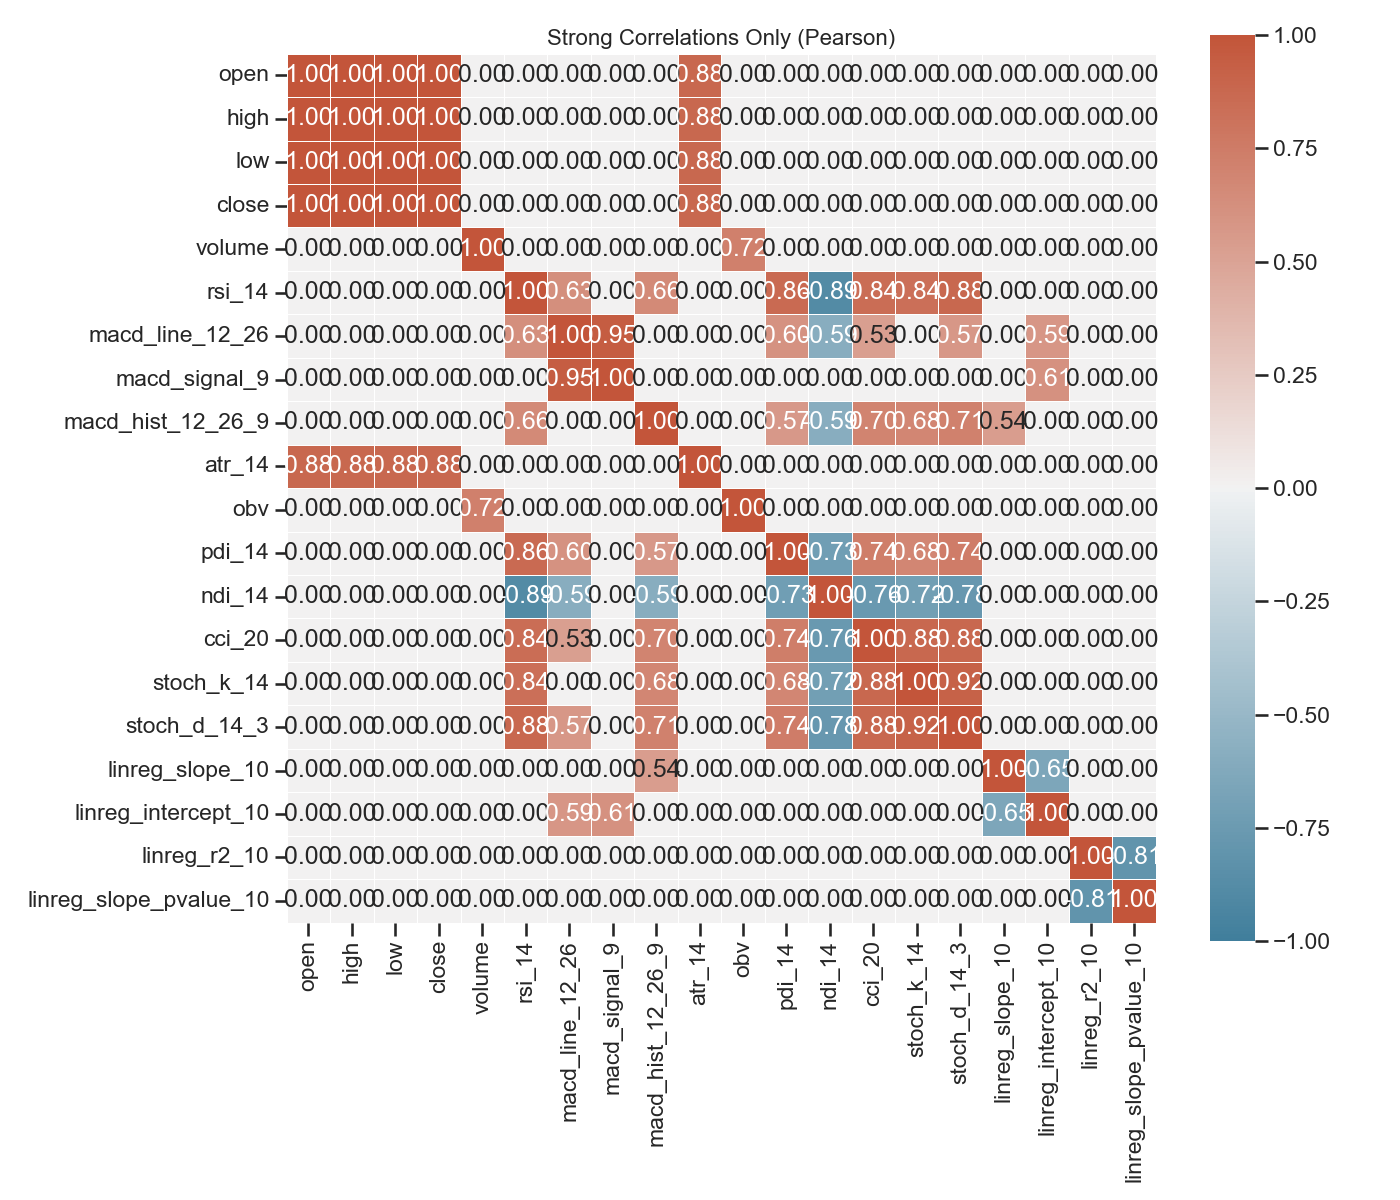 Strong Correlations Only (Pearson)
open 1.00 1.00 1.00 1.00 0.00 0.00 0.00 0.00 0.00 0.88 0.00 0.00 0.00 0.00 0.00 0.00 0.00 0.00 0.00 0.00
high 1.00 1.00 1.00 1.00 0.00 0.00 0.00 0.00 0.00 0.88 0.00 0.00 0.00 0.00 0.00 0.00 0.00 0.00 0.00 0.00
low 1.00 1.00 1.00 1.00 0.00 0.00 0.00 0.00 0.00 0.88 0.00 0.00 0.00 0.00 0.00 0.00 0.00 0.00 0.00 0.00
close 1.00 1.00 1.00 1.00 0.00 0.00 0.00 0.00 0.00 0.88 0.00 0.00 0.00 0.00 0.00 0.00 0.00 0.00 0.00 0.00
volume 0.00 0.00 0.00 0.00 1.00 0.00 0.00 0.00 0.00 0.00 0.72 0.00 0.00 0.00 0.00 0.00 0.00 0.00 0.00 0.00
rsi_14 0.00 0.00 0.00 0.00 0.00 1.00 0.63 0.00 0.66 0.00 0.00 0.86 -0.89 0.84 0.84 0.88 0.00 0.00 0.00 0.00
macd_line_12_26 0.00 0.00 0.00 0.00 0.00 0.63 1.00 0.95 0.00 0.00 0.00 0.60 -0.59 0.53 0.00 0.57 0.00 0.59 0.00 0.00
macd_signal_9 0.00 0.00 0.00 0.00 0.00 0.00 0.95 1.00 0.00 0.00 0.00 0.00 0.00 0.00 0.00 0.00 0.00 0.61 0.00 0.00
macd_hist_12_26_9 0.00 0.00 0.00 0.00 0.00 0.66 0.00 0.00 1.00 0.00 0.00 0.57 -0.59 0.70 0.68 0.71 0.54 0.00 0.00 0.00
atr_14 0.88 0.88 0.88 0.88 0.00 0.00 0.00 0.00 0.00 1.00 0.00 0.00 0.00 0.00 0.00 0.00 0.00 0.00 0.00 0.00
obv 0.00 0.00 0.00 0.00 0.72 0.00 0.00 0.00 0.00 0.00 1.00 0.00 0.00 0.00 0.00 0.00 0.00 0.00 0.00 0.00
pdi_14 0.00 0.00 0.00 0.00 0.00 0.86 0.60 0.00 0.57 0.00 0.00 1.00 -0.73 0.74 0.68 0.74 0.00 0.00 0.00 0.00
ndi_14 0.00 0.00 0.00 0.00 0.00 -0.89 -0.59 0.00 -0.59 0.00 0.00 -0.73 1.00 -0.76 -0.72 -0.78 0.00 0.00 0.00 0.00
cci_20 0.00 0.00 0.00 0.00 0.00 0.84 0.53 0.00 0.70 0.00 0.00 0.74 -0.76 1.00 0.88 0.88 0.00 0.00 0.00 0.00
stoch_k_14 0.00 0.00 0.00 0.00 0.00 0.84 0.00 0.00 0.68 0.00 0.00 0.68 -0.72 0.88 1.00 0.92 0.00 0.00 0.00 0.00
stoch_d_14_3 0.00 0.00 0.00 0.00 0.00 0.88 0.57 0.00 0.71 0.00 0.00 0.74 -0.78 0.88 0.92 1.00 0.00 0.00 0.00 0.00
linreg_slope_10 0.00 0.00 0.00 0.00 0.00 0.00 0.00 0.00 0.54 0.00 0.00 0.00 0.00 0.00 0.00 0.00 1.00 -0.65 0.00 0.00
linreg_intercept_10 0.00 0.00 0.00 0.00 0.00 0.00 0.59 0.61 0.00 0.00 0.00 0.00 0.00 0.00 0.00 0.00 -0.65 1.00 0.00 0.00
linreg_r2_10 0.00 0.00 0.00 0.00 0.00 0.00 0.00 0.00 0.00 0.00 0.00 0.00 0.00 0.00 0.00 0.00 0.00 0.00 1.00 -0.81
linreg_slope_pvalue_10 0.00 0.00 0.00 0.00 0.00 0.00 0.00 0.00 0.00 0.00 0.00 0.00 0.00 0.00 0.00 0.00 0.00 0.00 -0.81 1.00
open
high
low
close
volume
rsi_14
macd_line_12_26
macd_signal_9
macd_hist_12_26_9
atr_14
obv
pdi_14
ndi_14
cci_20
stoch_k_14
stoch_d_14_3
linreg_slope_10
linreg_intercept_10
linreg_r2_10
linreg_slope_pvalue_10
1.00
0.75
0.50
0.25
0.00
−0.25
−0.50
−0.75
−1.00